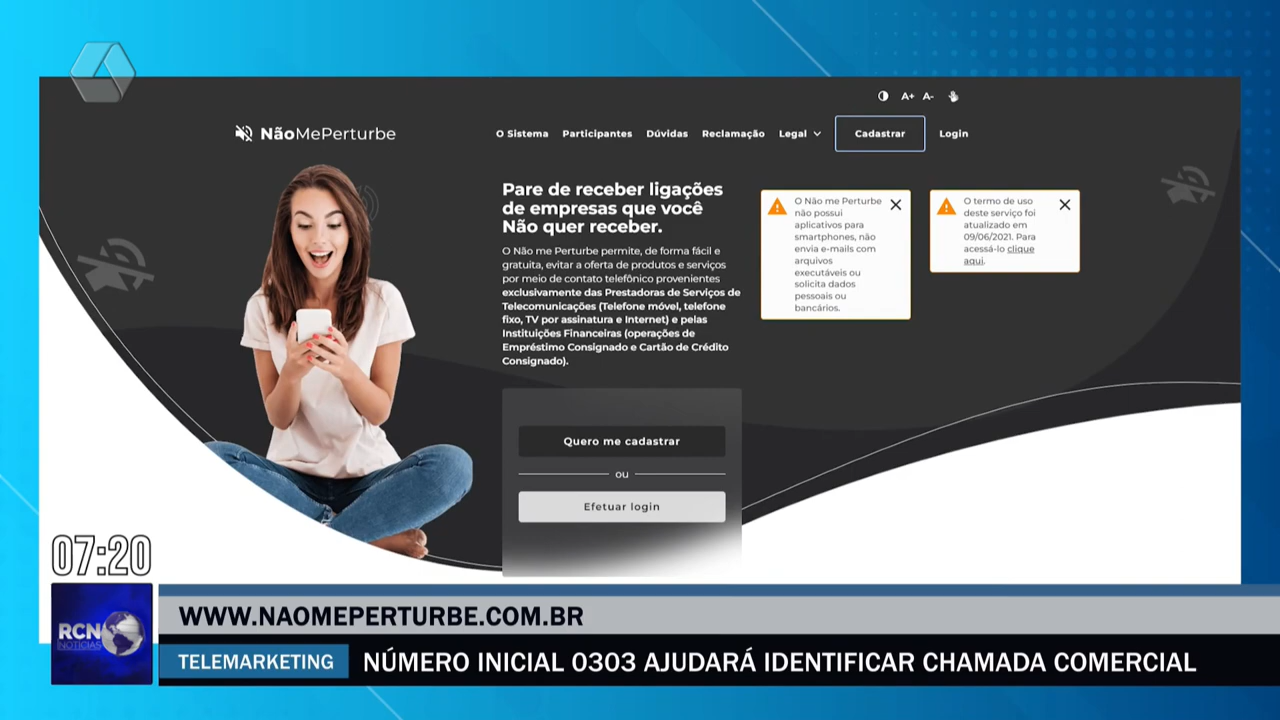 A+ A-
NãoMePerturbe
O Sistema Participantes Dúvidas Reclamação Legal Cadastrar Login
Pare de receber ligações
de empresas que você
Não quer receber.
O Não me Perturbe permite, de forma fácil e
gratuita, evitar a oferta de produtos e serviços
por meio de contato telefônico provenientes
exclusivamente das Prestadoras de Serviços de
Telecomunicações (Telefone móvel, telefone
fixo, TV por assinatura e Internet) e pelas
Instituições Financeiras (operações de
Empréstimo Consignado e Cartão de Crédito
Consignado).
O Não me Perturbe
não possui
aplicativos para
smartphones, não
envia e-mails com
arquivos
executáveis ou
solicita dados
pessoais ou
bancários.
O termo de uso
deste serviço foi
atualizado em
09/06/2021. Para
acessá-lo clique
aqui.
Quero me cadastrar
ou
Efetuar login
07:20
RCN
NOTÍCIAS
WWW.NAOMEPERTURBE.COM.BR
TELEMARKETING
NÚMERO INICIAL 0303 AJUDARÁ IDENTIFICAR CHAMADA COMERCIAL